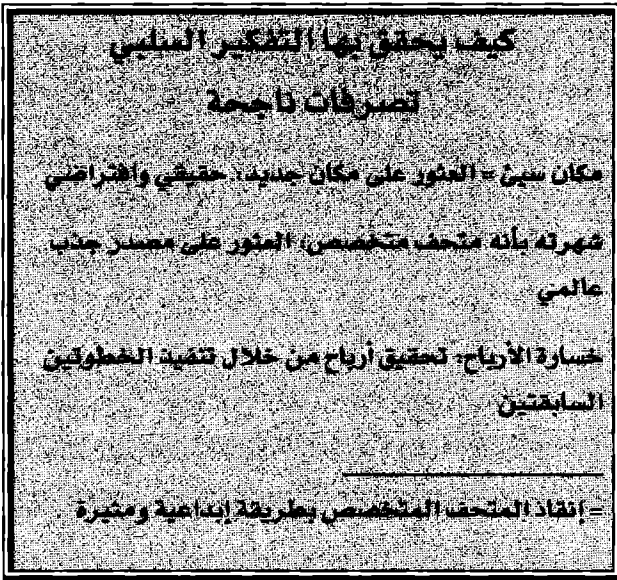 كيف يحقق بها التفكير السلبي
تصرفات ناجحة
مكان سيئ = العثور على مكان جديد، حقيقي وافتراضي
شهرته بأنه متحف متخصص، العثور على مصدر جذب
عالمي
خسارة الأرباح، تحقيق أرباح من خلال تنفيذ الخطوتين
السابقتين
= إنقاذ المتحف المتخصص بطريقة إبداعية ومثيرة